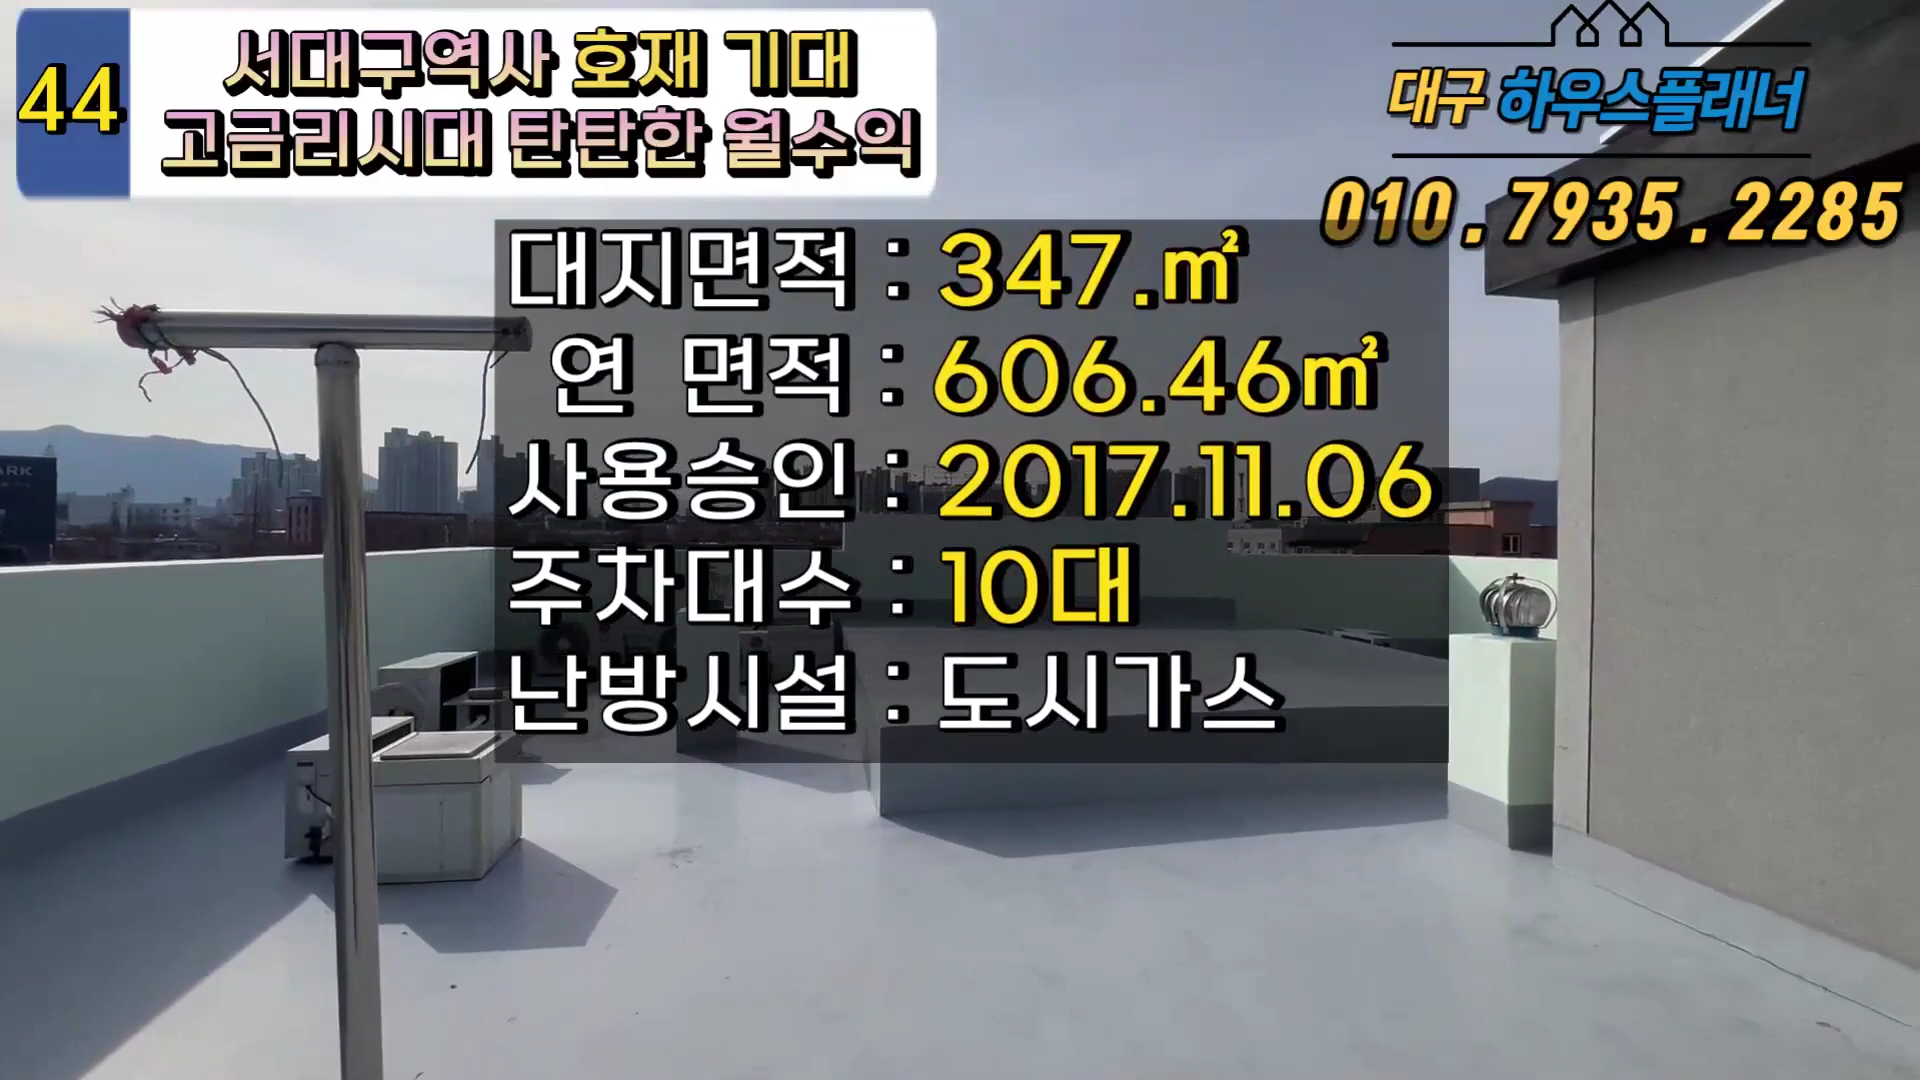 44
서대구역사 호재 기대
고금리시대 탄탄한 월수익
대구 하우스플래너
010.7935.2285
대지면적 : 347.㎡
연 면적 : 606.46㎡
사용승인 : 2017.11.06
주차대수 : 10대
난방시설 : 도시가스
ARK